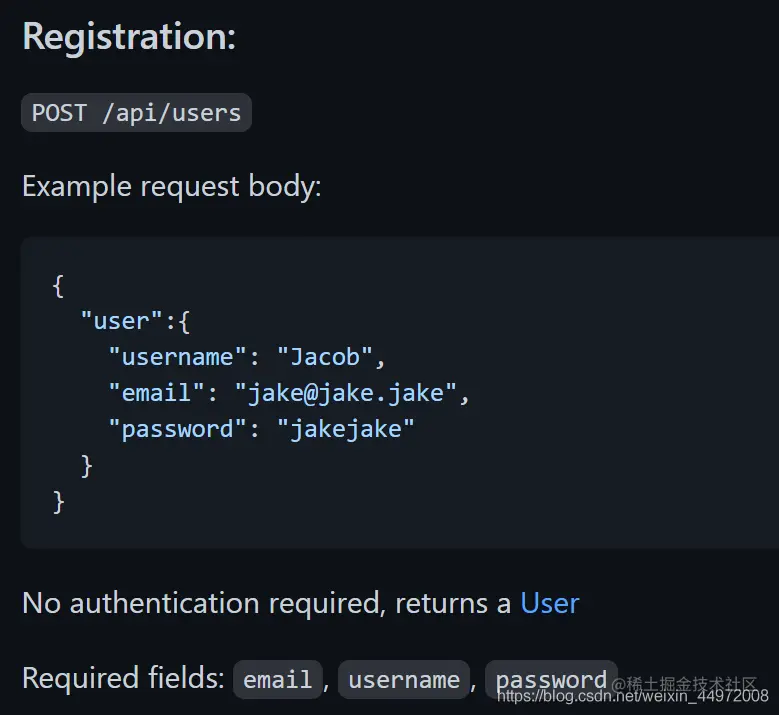 Registration:
POST /api/users
Example request body:
{
"user":{
"username": "Jacob",
"email": "jake@jake.jake",
"password": "jakejake"
}
}
No authentication required, returns a User
Required fields: email, username, password
@稀土掘金技术社区
https://blog.csdn.net/weixin_44972008